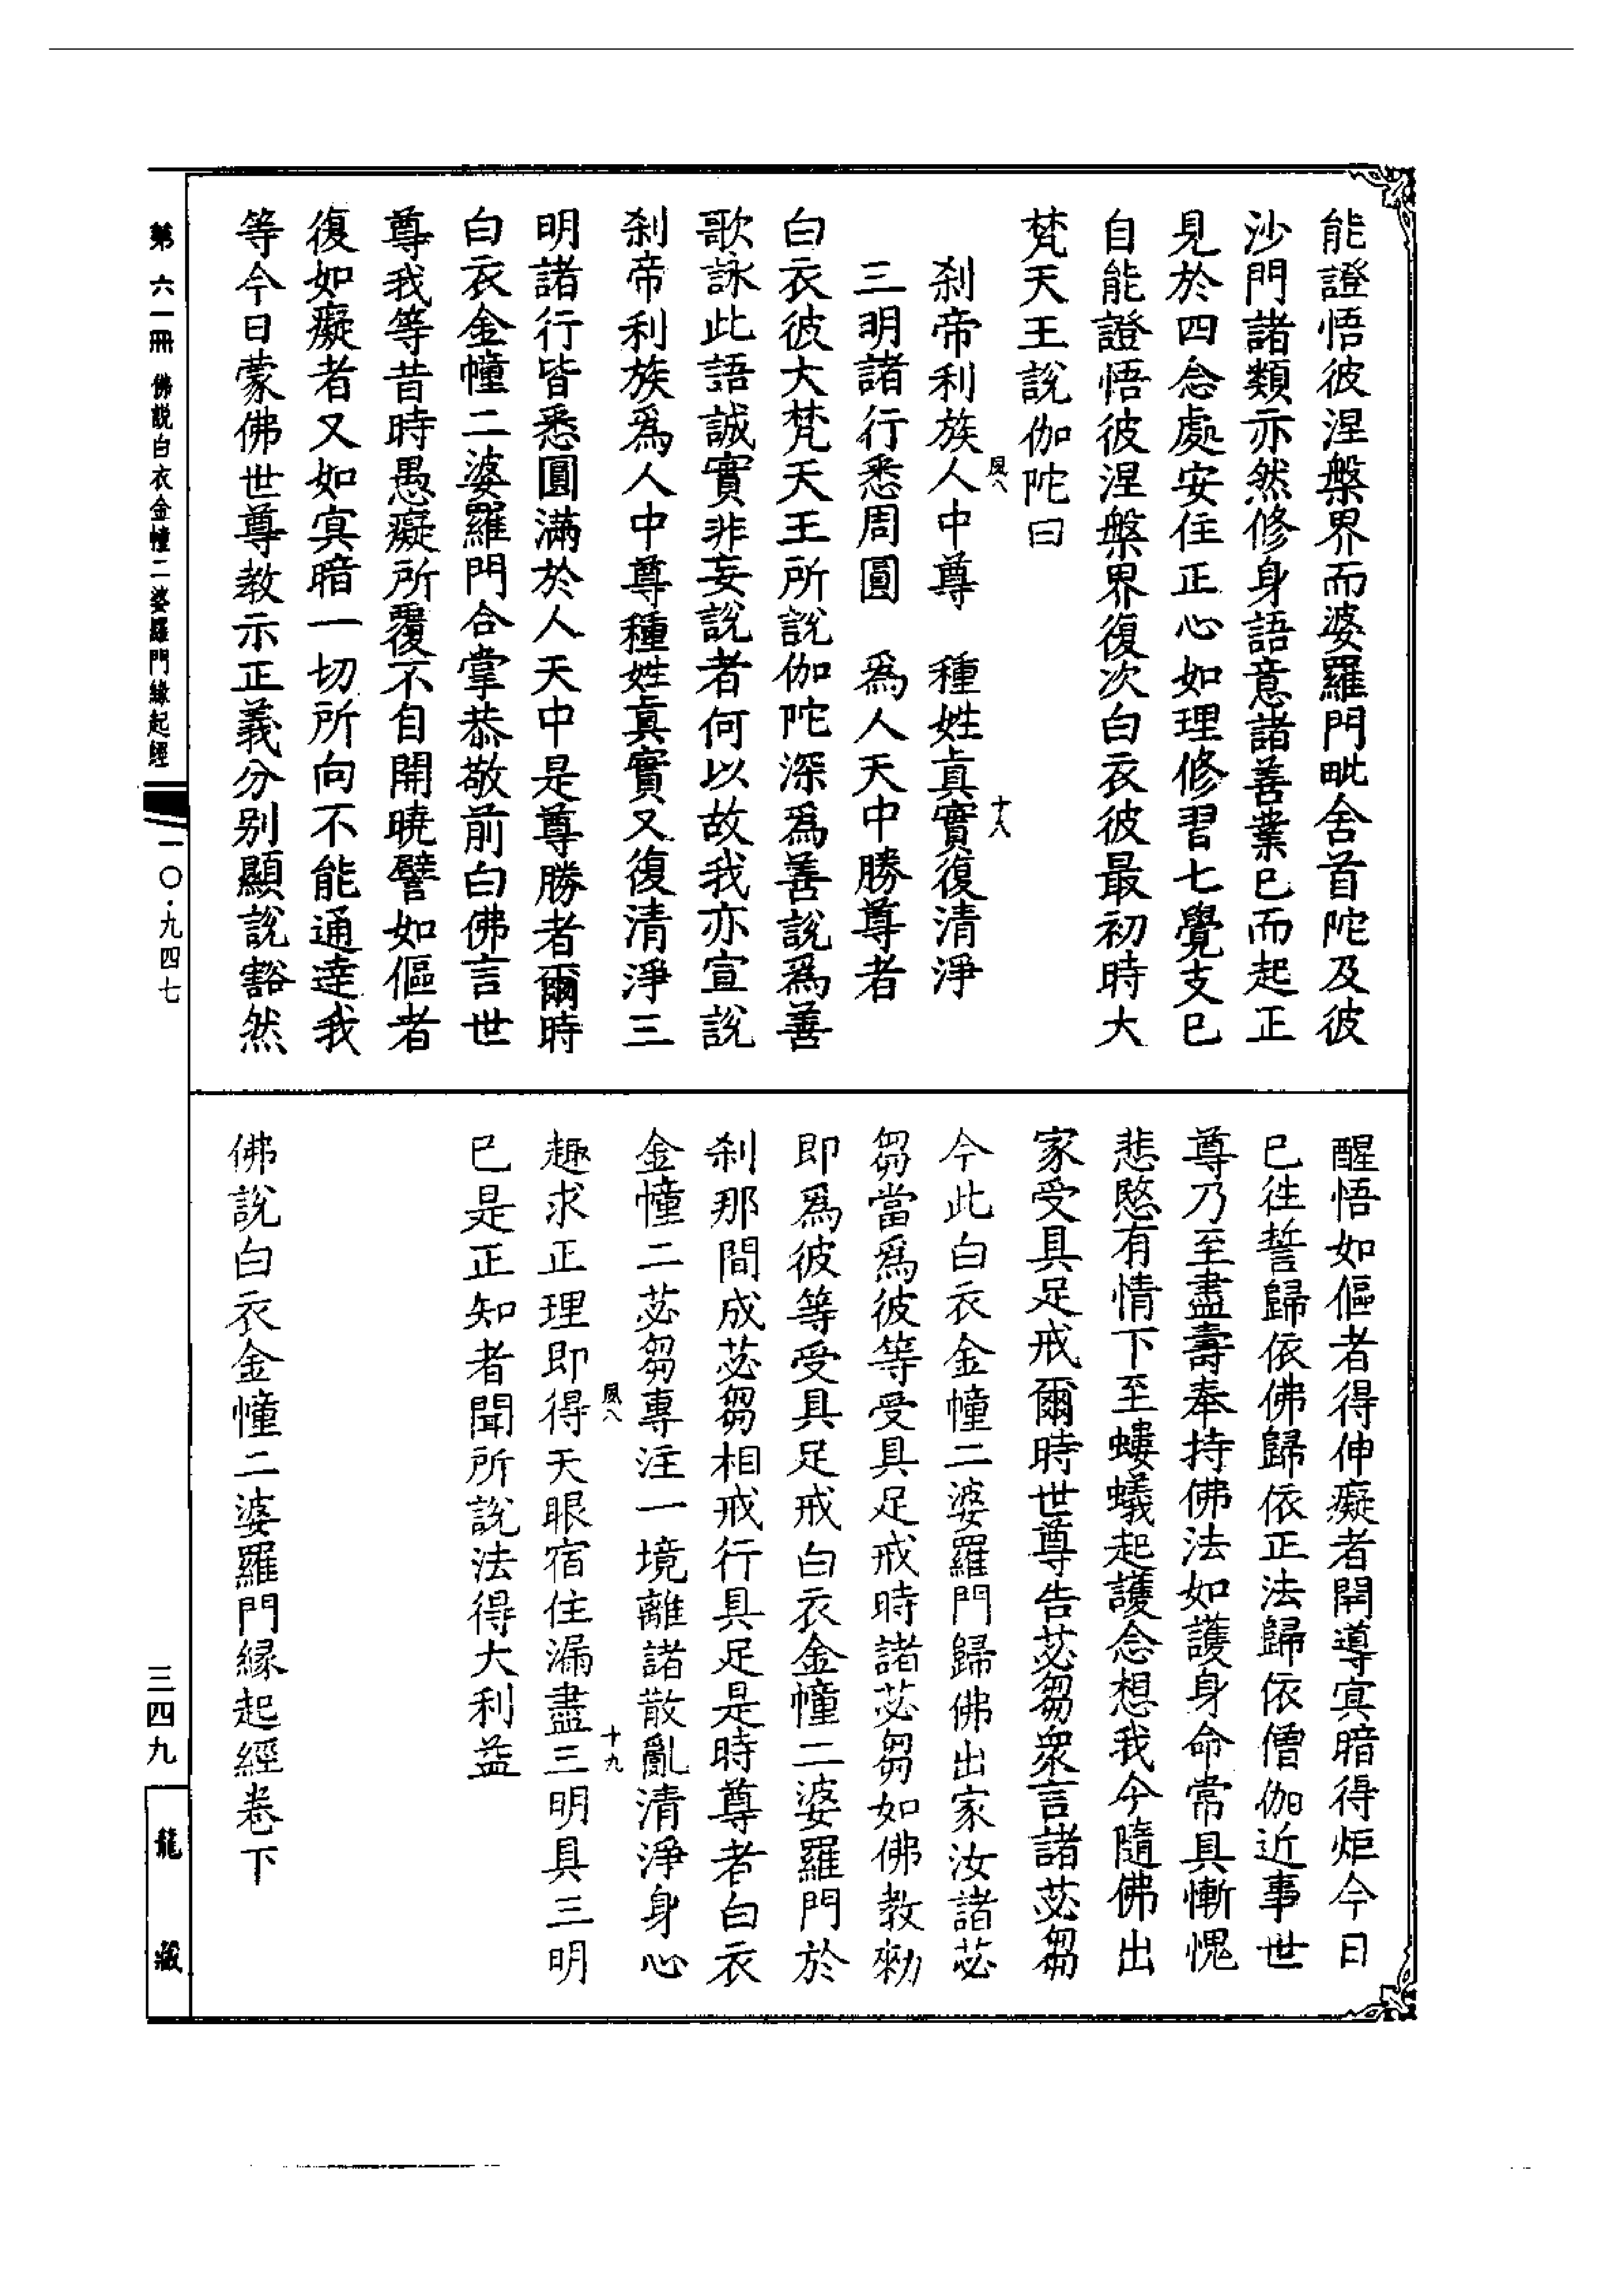 能證悟彼涅槃界而婆羅門毗舍首陀及彼
沙門諸類亦然修身語意諸善業已而起正
見於四念處安住正心如理修習七覺支已
自能證悟彼涅槃界復次白衣彼最初時大
梵天王說伽陀曰
刹帝利族人中尊　種姓眞實復清淨
風八
十八
三明諸行悉周圓　爲人天中勝尊者
白衣彼大梵天王所說伽陀深爲善說爲善
歌詠此語誠實非妄說者何以故我亦宣說
刹帝利族爲人中尊種姓眞實又復清淨三
明諸行皆悉圓滿於人天中是尊勝者爾時
白衣金幢二婆羅門合掌恭敬前白佛言世
尊我等昔時愚癡所覆不自開曉譬如傴者
復如癡者又如寘暗一切所向不能通達我
等今日蒙佛世尊教示正義分别顯說豁然
醒悟如傴者得伸癡者開導寘暗得炬今日
已往誓歸依佛歸依正法歸依僧伽近事世
尊乃至盡壽奉持佛法如護身命常具慚愧
悲愍有情下至螻蟻起護念想我今隨佛出
家受具足戒爾時世尊告苾芻衆言諸苾芻
今此白衣金幢二婆羅門歸佛出家汝諸苾
芻當爲彼等受具足戒時諸苾芻如佛教勑
即爲彼等受具足戒白衣金幢二婆羅門於
刹那間成苾芻相戒行具足是時尊者白衣
金幢二苾芻專注一境離諸散亂清淨身心
趣求正理即得天眼宿住漏盡三明具三明
風八
十九
已是正知者聞所說法得大利益
佛說白衣金幢二婆羅門緣起經卷下
第六一冊　佛説白衣金幢二婆羅門緣起經
一〇·九四七
三四九
龍藏